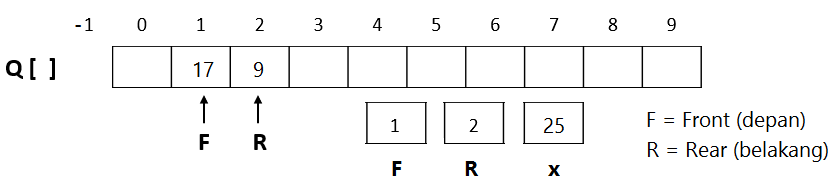 -1 0 1 2 3 4 5 6 7 8 9
Q [ ] 17 9
F R
1 2 25
F R x
F = Front (depan)
R = Rear (belakang)